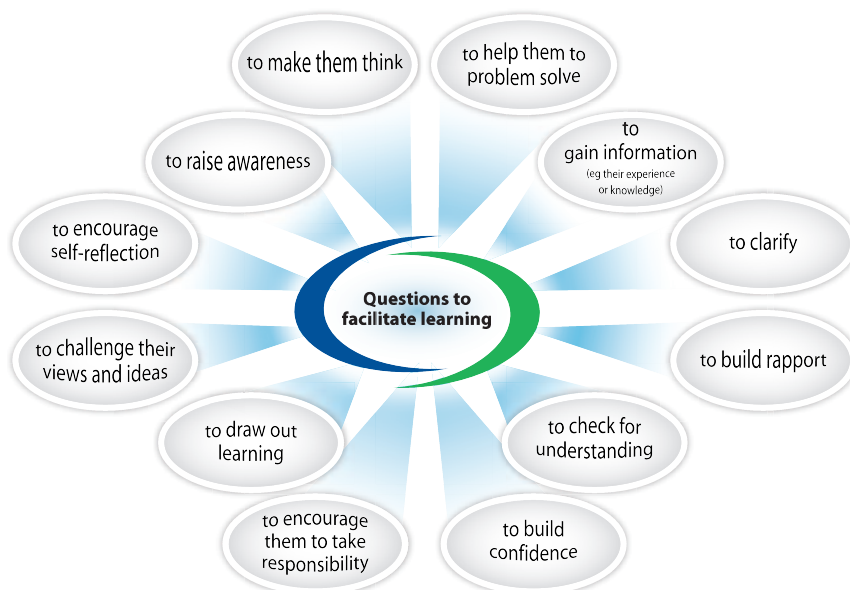 to make them think
to help them to
problem solve
to raise awareness
to
gain information
(eg their experience
or knowledge)
to encourage
self-reflection
to clarify
Questions to
facilitate learning
to challenge their
views and ideas
to build rapport
to draw out
learning
to check for
understanding
to encourage
them to take
responsibility
to build
confidence